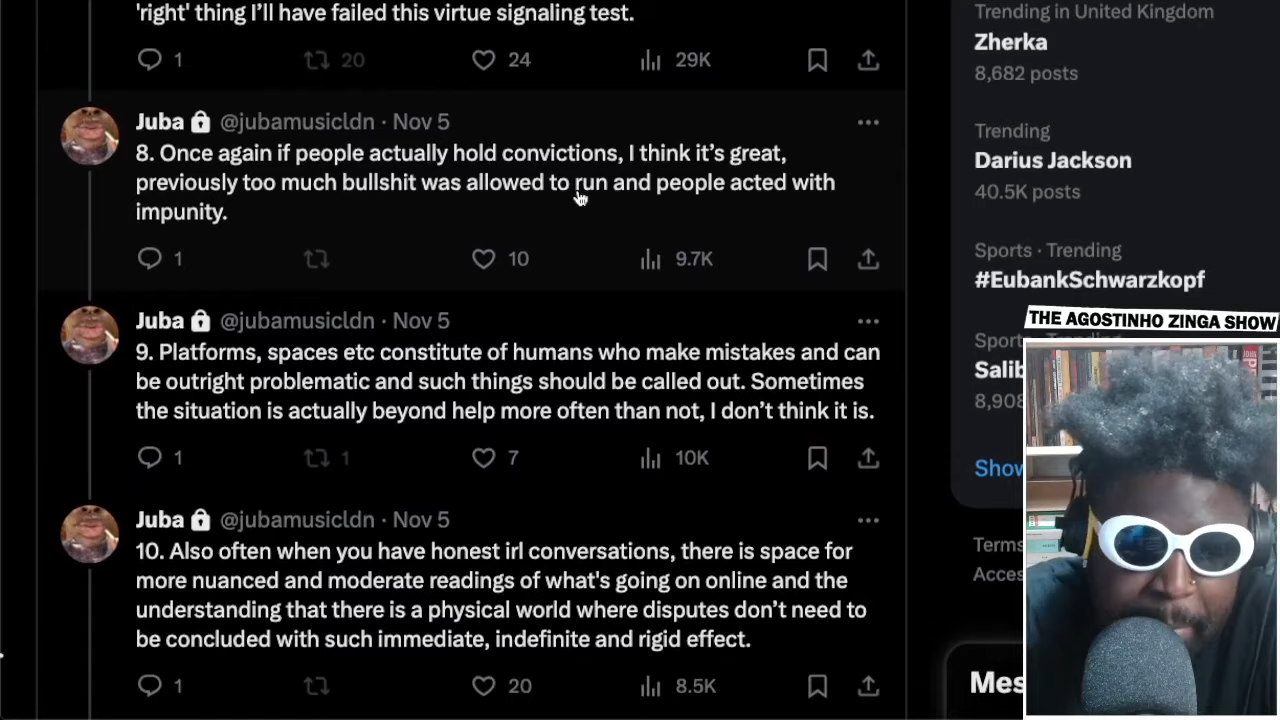 'right' thing I'll have failed this virtue signaling test.
1 20 24 29K
Juba @jubamusicldn · Nov 5
8. Once again if people actually hold convictions, I think it's great,
previously too much bullshit was allowed to run and people acted with
impunity.
1 10 9.7K
Juba @jubamusicldn · Nov 5
9. Platforms, spaces etc constitute of humans who make mistakes and can
be outright problematic and such things should be called out. Sometimes
the situation is actually beyond help more often than not, I don't think it is.
1 1 7 10K
Juba @jubamusicldn · Nov 5
10. Also often when you have honest irl conversations, there is space for
more nuanced and moderate readings of what's going on online and the
understanding that there is a physical world where disputes don't need to
be concluded with such immediate, indefinite and rigid effect.
1 20 8.5K
Trending in United Kingdom
Zherka
8,682 posts
Trending
Darius Jackson
40.5K posts
Sports · Trending
#EubankSchwarzkopf
THE AGOSTINHO ZINGA SHOW
Sport
Salib
8,908
Show
Terms
Acces
Mes